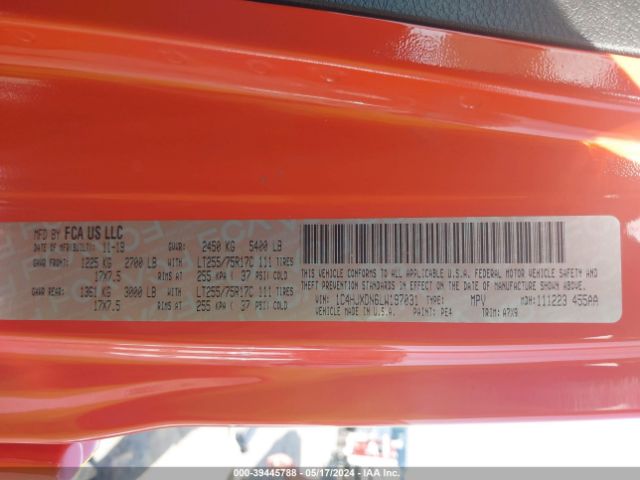 MFD BY FCA US LLC
DATE OF MFR(BUILT): 11-19 GVWR: 2450 KG 5400 LB
GAWR FRONT: 1225 KG 2700 LB LT255/75R17C 111 TIRES
17X7.5 RIMS AT 255 KPA ( 37 PSI) COLD
GAWR REAR: 1361 KG 3000 LB LT255/75R17C 111 TIRES
17X7.5 RIMS AT 255 KPA ( 37 PSI) COLD
THIS VEHICLE CONFORMS TO ALL APPLICABLE U.S.A. FEDERAL MOTOR VEHICLE SAFETY AND
THEFT PREVENTION STANDARDS IN EFFECT ON THE DATE OF MANUFACTURE SHOWN ABOVE.
VIN: 1C4HJXDN6LW197031 TYPE: MPV MDH: 111223 455AA
VEHICLE MADE IN U.S.A. PAINT: PE4 TRIM: A7X9
000-39445788 - 05/17/2024 - IAA Inc.